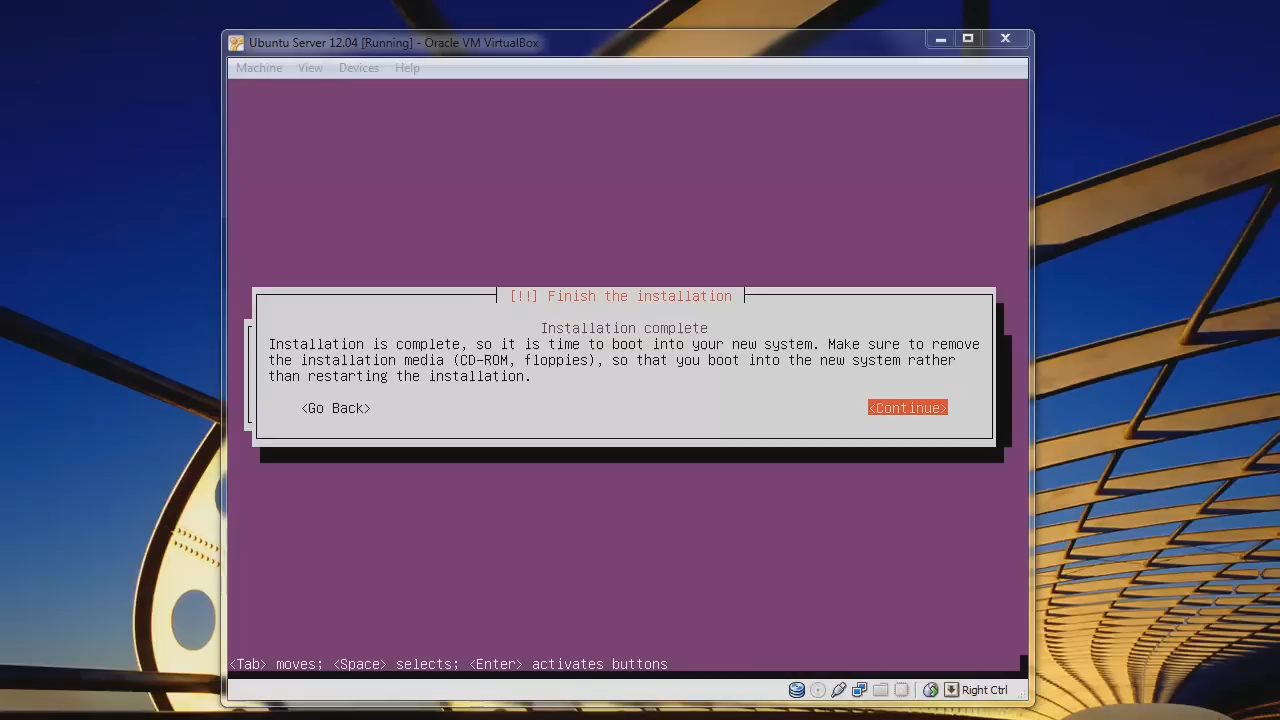 Ubuntu Server 12.04 [Running] - Oracle VM VirtualBox
Machine View Devices Help
[!!] Finish the installation
Installation complete
Installation is complete, so it is time to boot into your new system. Make sure to remove
the installation media (CD-ROM, floppies), so that you boot into the new system rather
than restarting the installation.
<Go Back> <Continue>
<Tab> moves; <Space> selects; <Enter> activates buttons
Right Ctrl